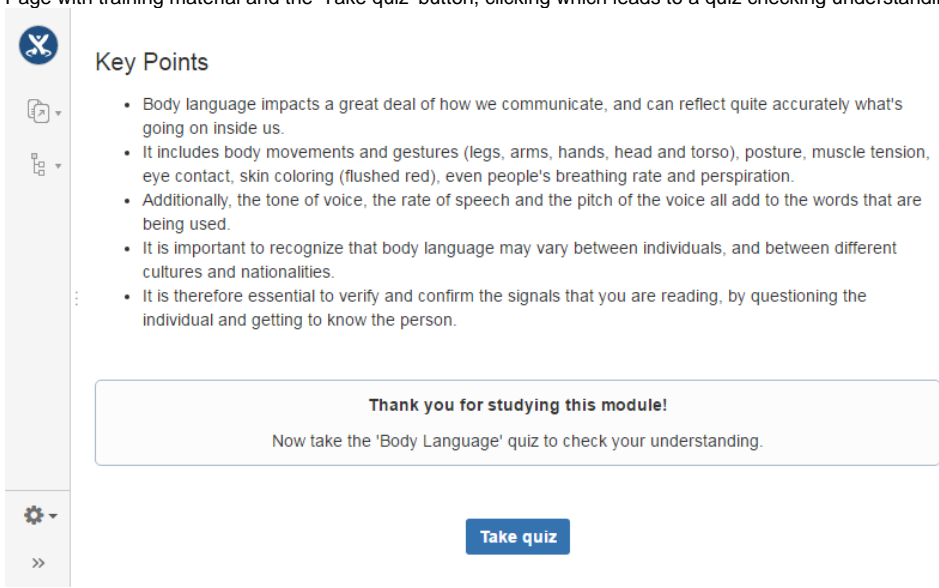 Page with training material and the 'Take quiz' button, clicking which leads to a quiz checking understandi
Key Points
• Body language impacts a great deal of how we communicate, and can reflect quite accurately what's
going on inside us.
• It includes body movements and gestures (legs, arms, hands, head and torso), posture, muscle tension,
eye contact, skin coloring (flushed red), even people's breathing rate and perspiration.
• Additionally, the tone of voice, the rate of speech and the pitch of the voice all add to the words that are
being used.
• It is important to recognize that body language may vary between individuals, and between different
cultures and nationalities.
• It is therefore essential to verify and confirm the signals that you are reading, by questioning the
individual and getting to know the person.
Thank you for studying this module!
Now take the 'Body Language' quiz to check your understanding.
Take quiz